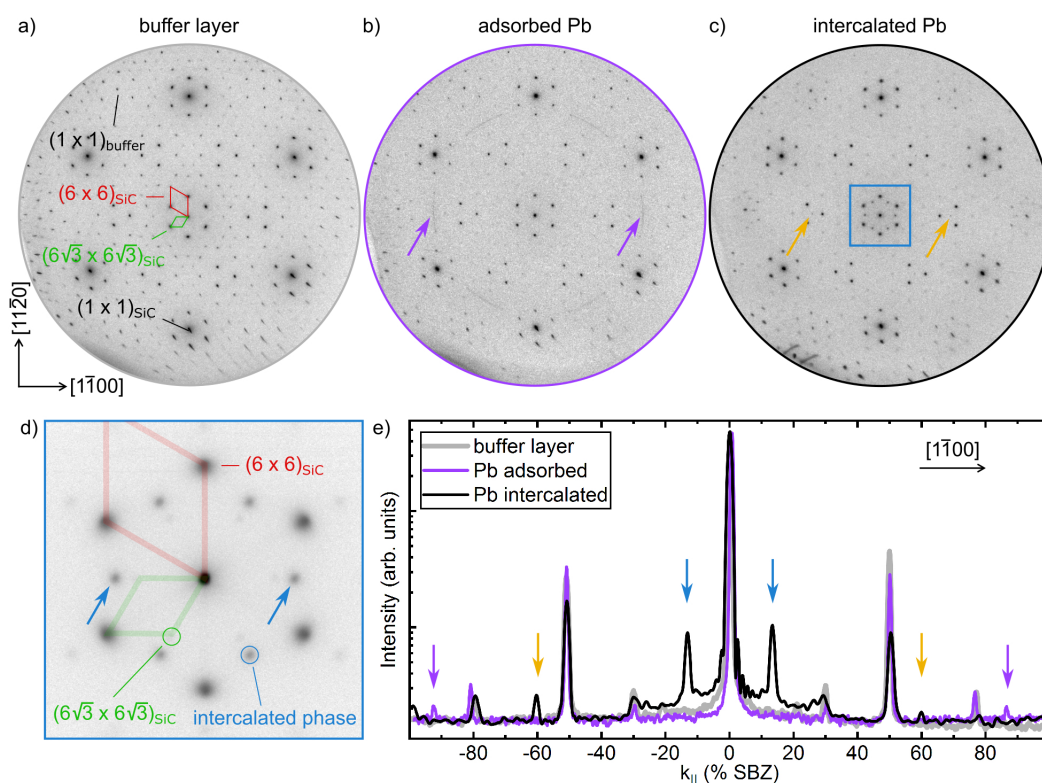 a) buffer layer
b) adsorbed Pb
c) intercalated Pb
(1 x 1)buffer
(6 x 6)SiC
(6√3 x 6√3)SiC
(1 x 1)SiC
[112̄0]
[11̄00]
d)
(6 x 6)SiC
(6√3 x 6√3)SiC
intercalated phase
e)
buffer layer
Pb adsorbed
Pb intercalated
[11̄00]
Intensity (arb. units)
-80 -60 -40 -20 0 20 40 60 80
k|| (% SBZ)